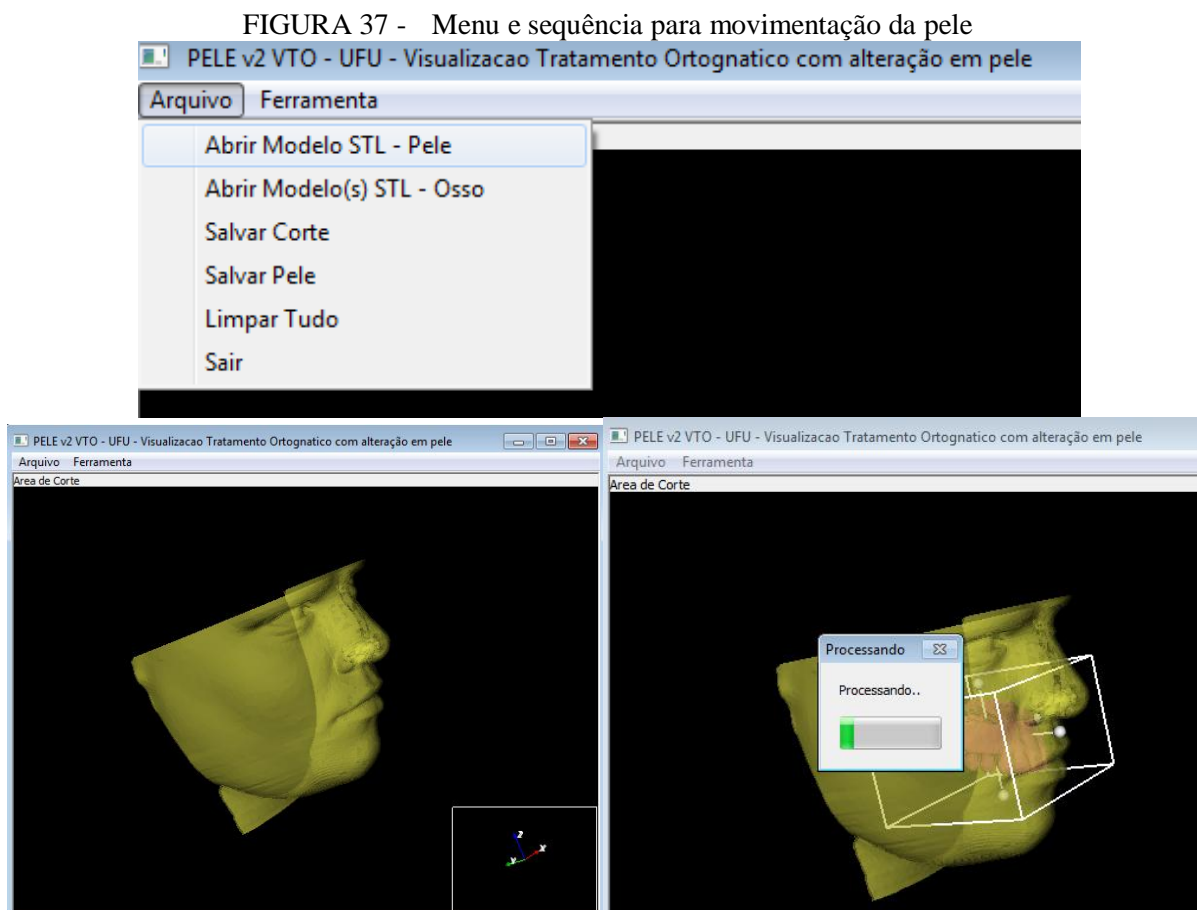 FIGURA 37 - Menu e sequência para movimentação da pele
PELE v2 VTO - UFU - Visualizacao Tratamento Ortognatico com alteração em pele
Arquivo Ferramenta
Abrir Modelo STL - Pele
Abrir Modelo(s) STL - Osso
Salvar Corte
Salvar Pele
Limpar Tudo
Sair
PELE v2 VTO - UFU - Visualizacao Tratamento Ortognatico com alteração em pele
Arquivo Ferramenta
Area de Corte
Z
Y X
PELE v2 VTO - UFU - Visualizacao Tratamento Ortognatico com alteração em pele
Arquivo Ferramenta
Area de Corte
Processando
Processando..